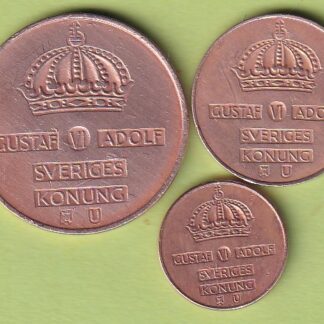 GUSTAF VI ADOLF
SVERIGES
KONUNG
U
GUSTAF VI ADOLF
SVERIGES
KONUNG
U
GUSTAF VI ADOLF
SVERIGES
KONUNG
U